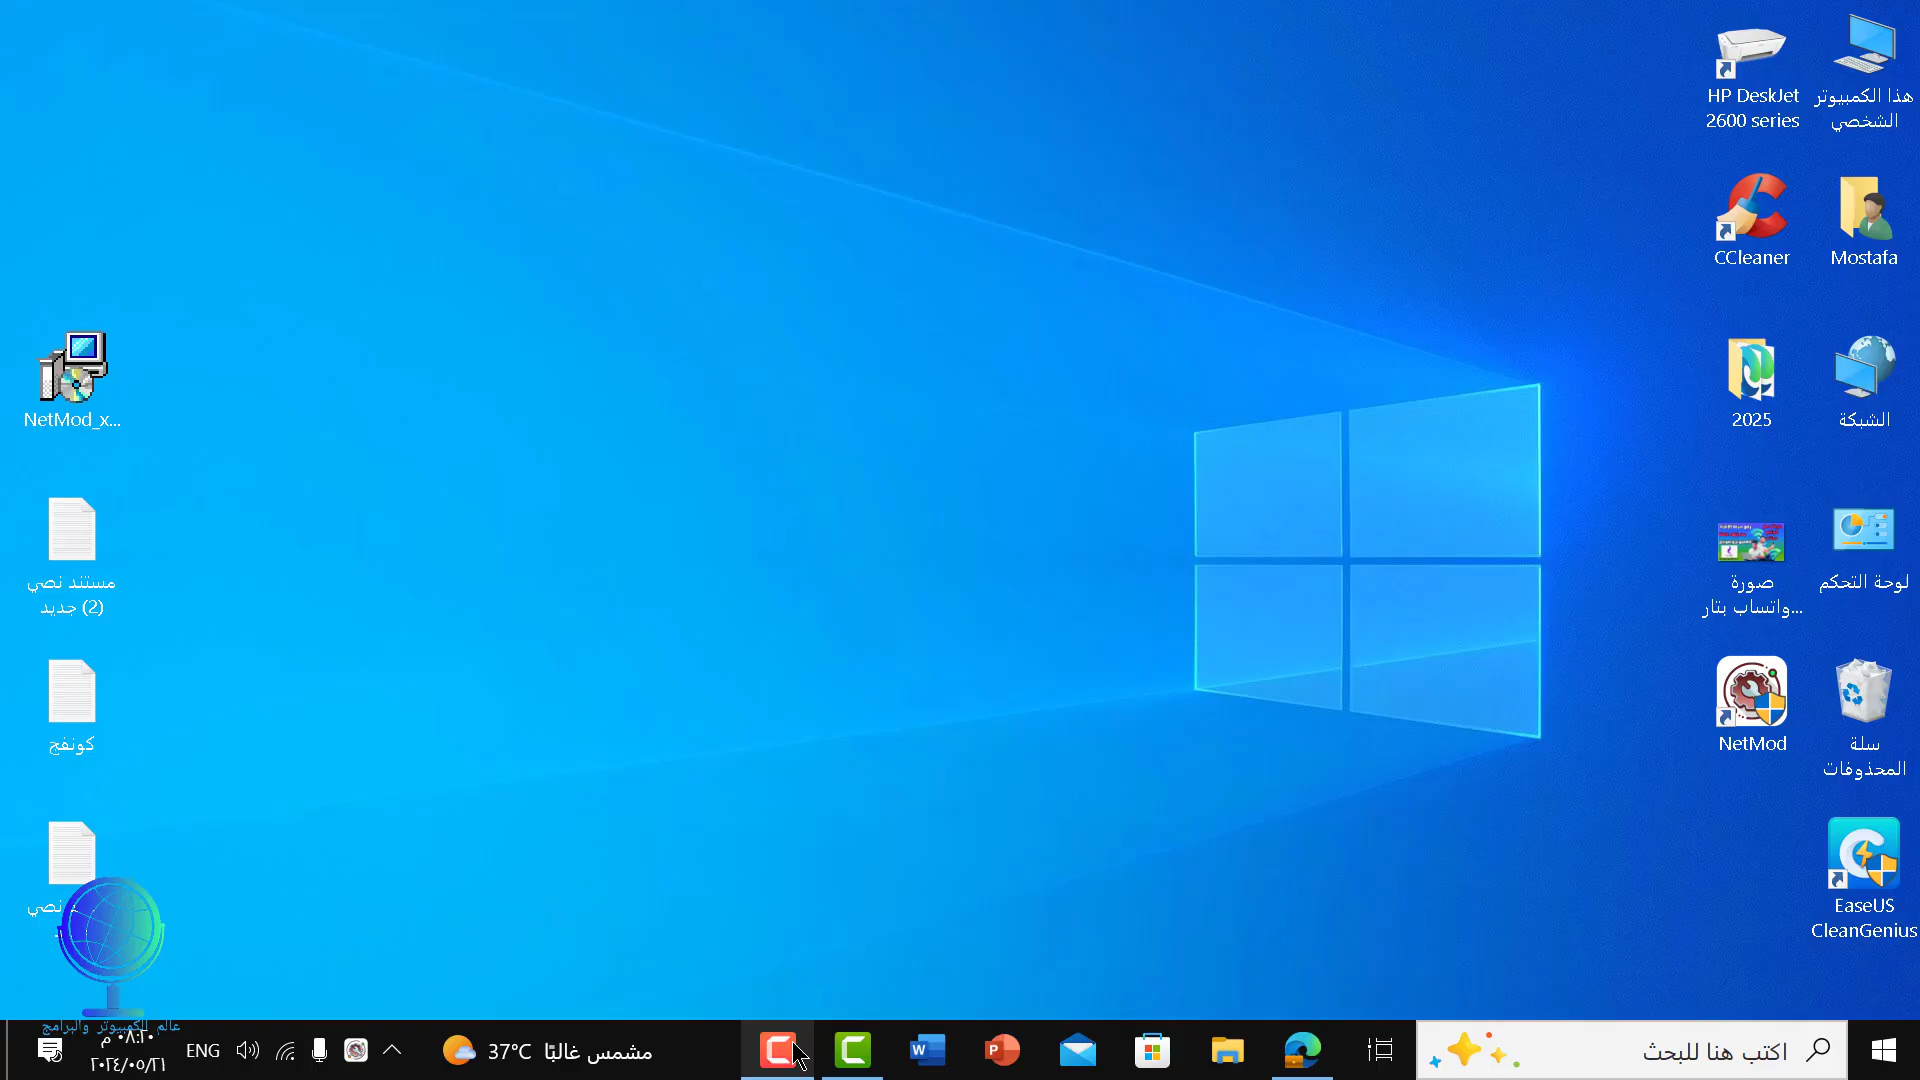 هذا الكمبيوتر
الشخصي
HP DeskJet
2600 series
Mostafa
CCleaner
الشبكة
2025
NetMod_x...
لوحة التحكم
صورة
واتساب بتار...
مستند نصي
جديد (2)
سلة
المحذوفات
NetMod
كونفج
EaseUS
CleanGenius
نصي
عالم الكمبيوتر والبرامج
اكتب هنا للبحث
مشمس غالبًا 37°C
ENG
٠٨:٢٠ م
٢٠٢٤/٠٥/٢١